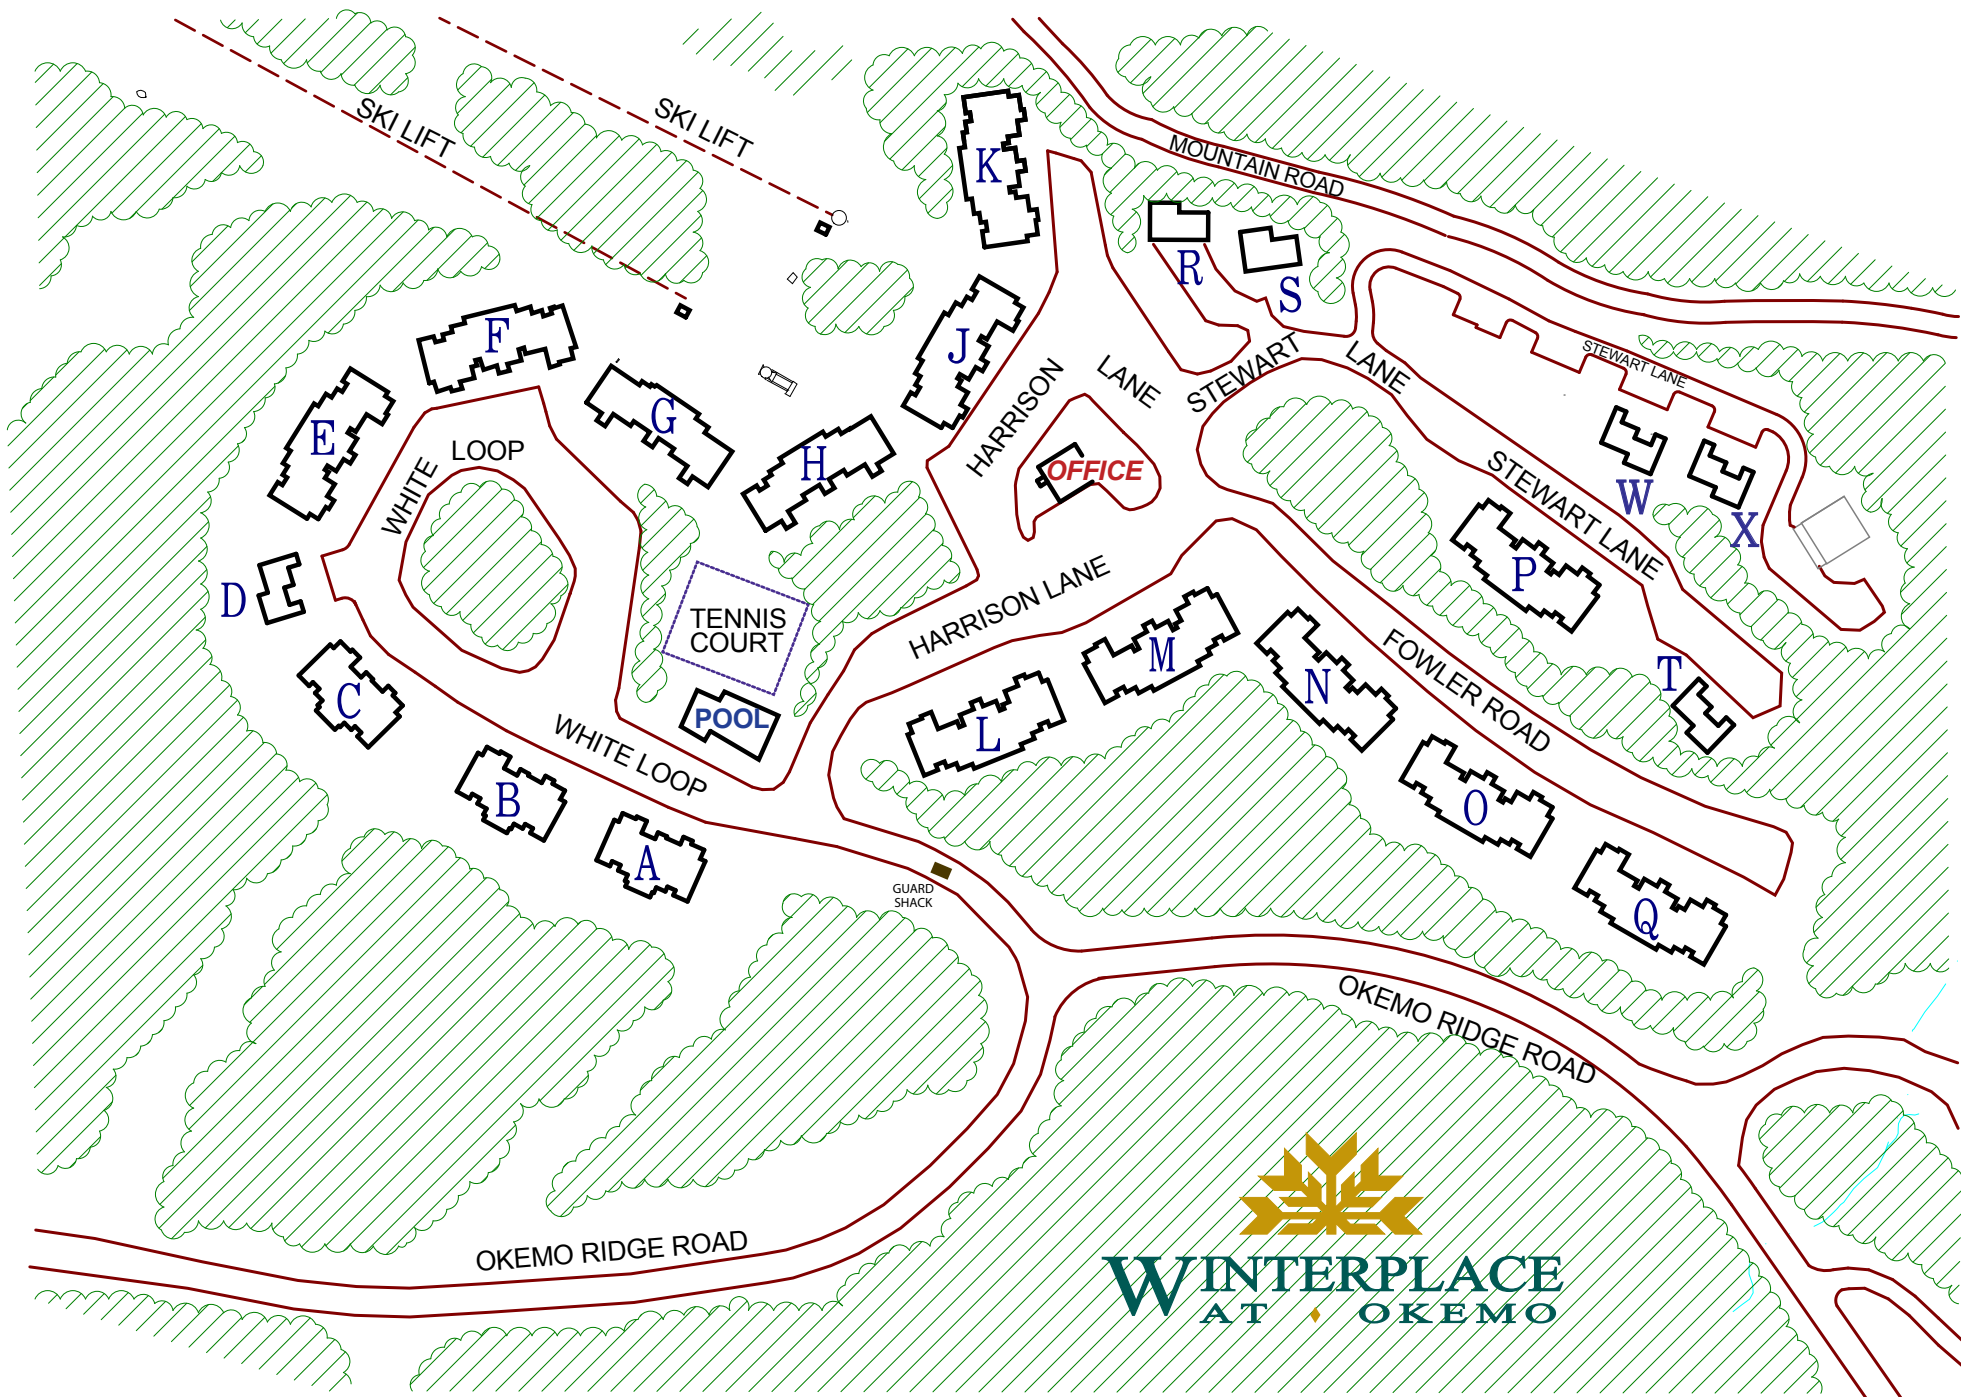 SKI LIFT
SKI LIFT
MOUNTAIN ROAD
K
R
S
F
J
E
G
H
LOOP
WHITE
HARRISON
LANE
STEWART
LANE
STEWART LANE
OFFICE
STEWART LANE
W
X
P
D
TENNIS
COURT
HARRISON LANE
M
N
FOWLER ROAD
T
C
POOL
L
WHITE LOOP
B
O
A
GUARD
SHACK
Q
OKEMO RIDGE ROAD
OKEMO RIDGE ROAD
WINTERPLACE
AT OKEMO